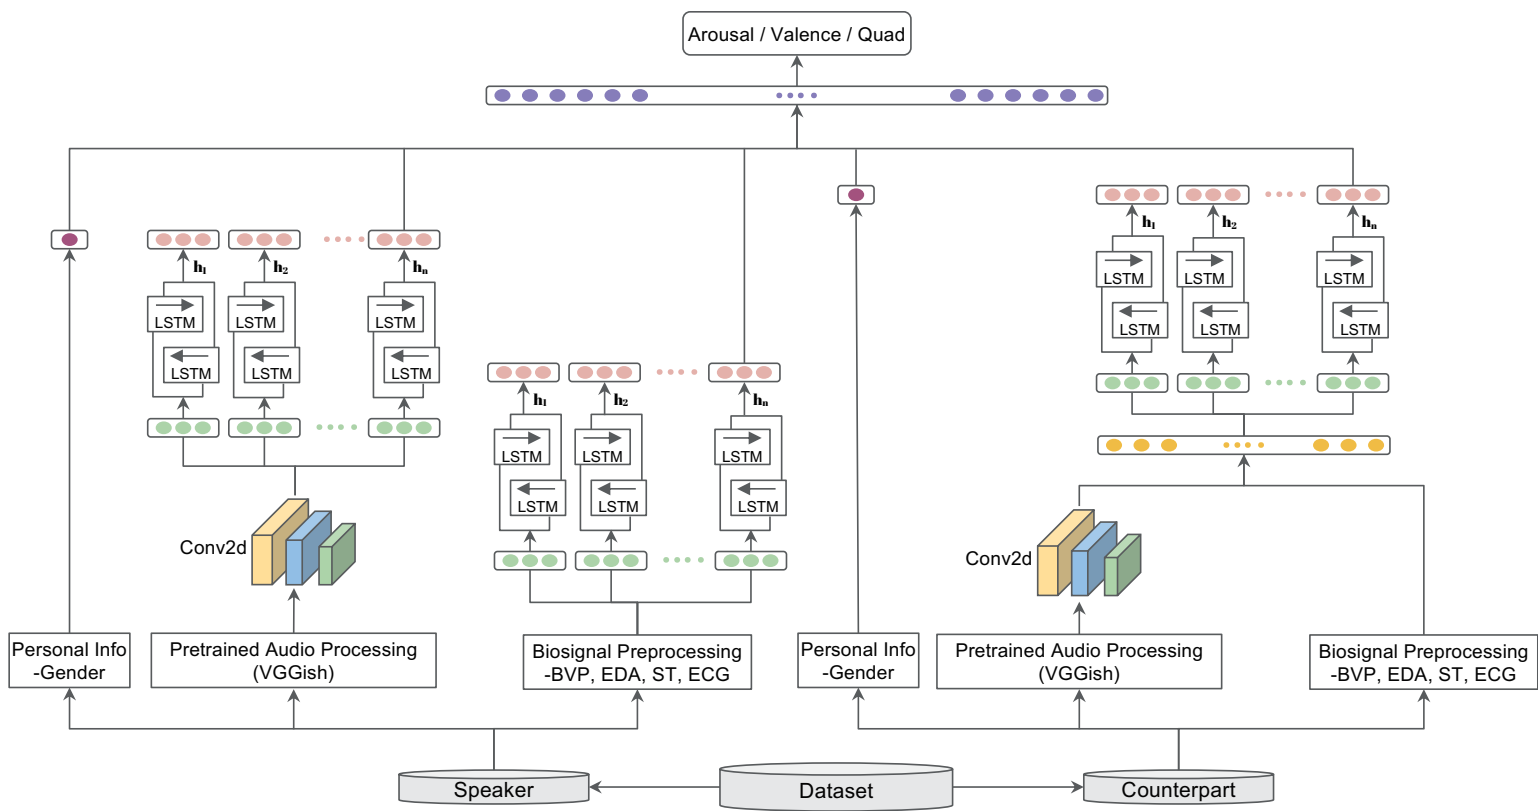 Arousal / Valence / Quad
h1
h2
hn
LSTM
LSTM
LSTM
LSTM
LSTM
LSTM
h1
h2
hn
LSTM
LSTM
LSTM
LSTM
LSTM
LSTM
h1
h2
hn
LSTM
LSTM
LSTM
LSTM
LSTM
LSTM
Conv2d
Conv2d
Personal Info
-Gender
Pretrained Audio Processing
(VGGish)
Biosignal Preprocessing
-BVP, EDA, ST, ECG
Personal Info
-Gender
Pretrained Audio Processing
(VGGish)
Biosignal Preprocessing
-BVP, EDA, ST, ECG
Speaker
Dataset
Counterpart